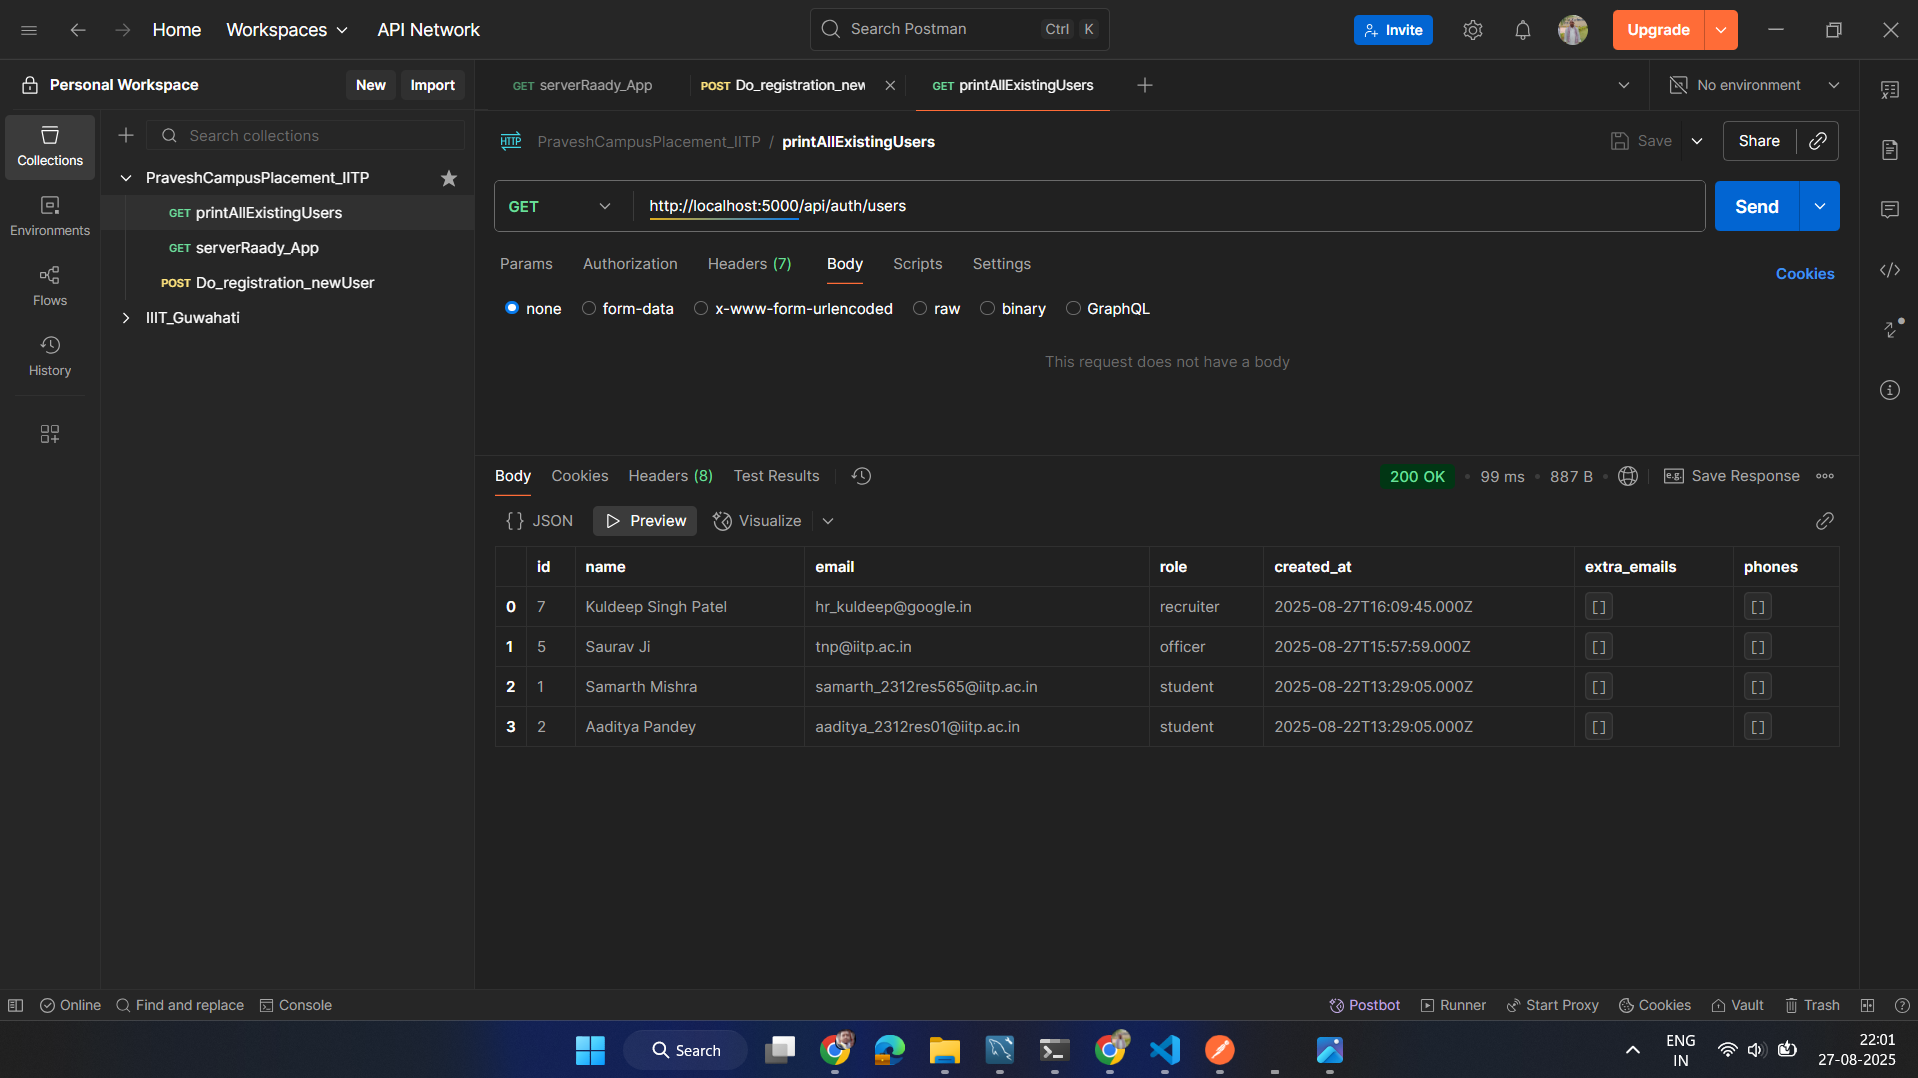 Home Workspaces API Network Search Postman Ctrl K Invite Upgrade
Personal Workspace New Import
GET serverRaady_App POST Do_registration_new GET printAllExistingUsers No environment
Collections
Environments
Flows
History
Search collections
PraveshCampusPlacement_IITP
GET printAllExistingUsers
GET serverRaady_App
POST Do_registration_newUser
IIIT_Guwahati
HTTP PraveshCampusPlacement_IITP / printAllExistingUsers Save Share
GET http://localhost:5000/api/auth/users Send
Params Authorization Headers (7) Body Scripts Settings Cookies
none form-data x-www-form-urlencoded raw binary GraphQL
This request does not have a body
Body Cookies Headers (8) Test Results 200 OK • 99 ms • 887 B • e.g. Save Response
{} JSON Preview Visualize
id name email role created_at extra_emails phones
0 7 Kuldeep Singh Patel hr_kuldeep@google.in recruiter 2025-08-27T16:09:45.000Z [] []
1 5 Saurav Ji tnp@iitp.ac.in officer 2025-08-27T15:57:59.000Z [] []
2 1 Samarth Mishra samarth_2312res565@iitp.ac.in student 2025-08-22T13:29:05.000Z [] []
3 2 Aaditya Pandey aaditya_2312res01@iitp.ac.in student 2025-08-22T13:29:05.000Z [] []
Online Find and replace Console Postbot Runner Start Proxy Cookies Vault Trash
Search ENG 22:01
IN 27-08-2025